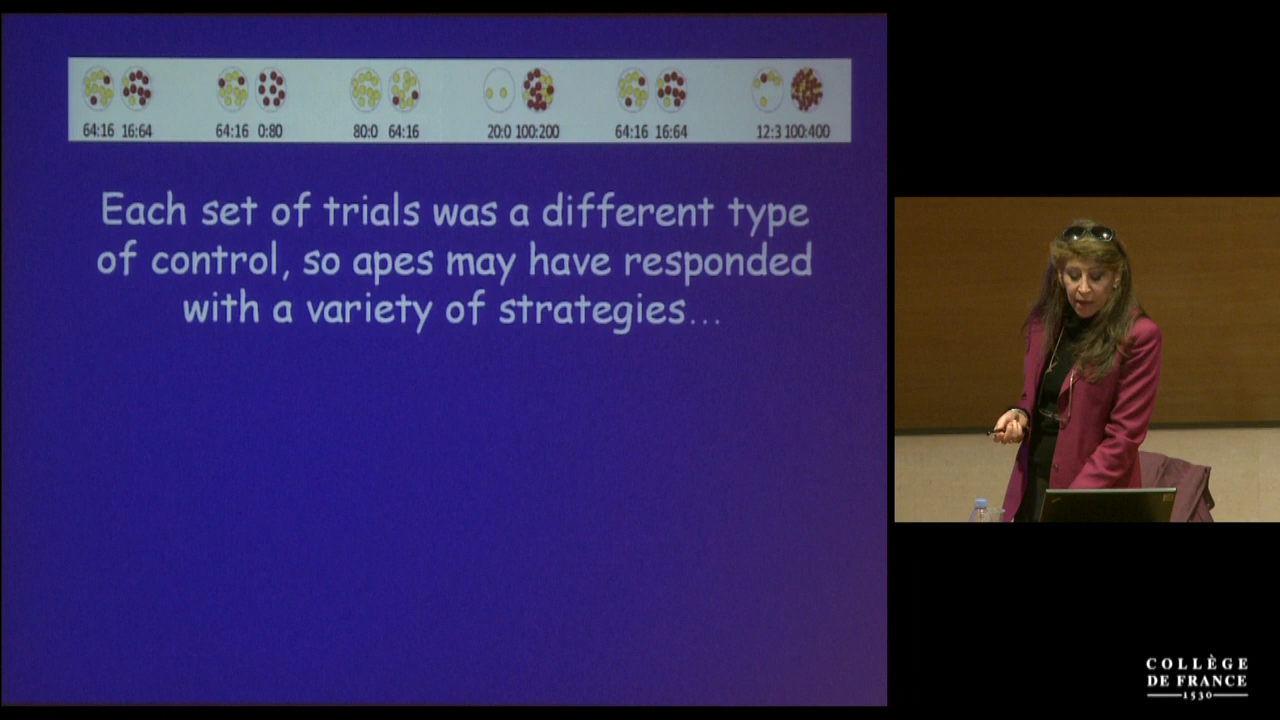 64:16 16:64 64:16 0:80 80:0 64:16 20:0 100:200 64:16 16:64 12:3 100:400
Each set of trials was a different type
of control, so apes may have responded
with a variety of strategies...
COLLÈGE
DE FRANCE
1530